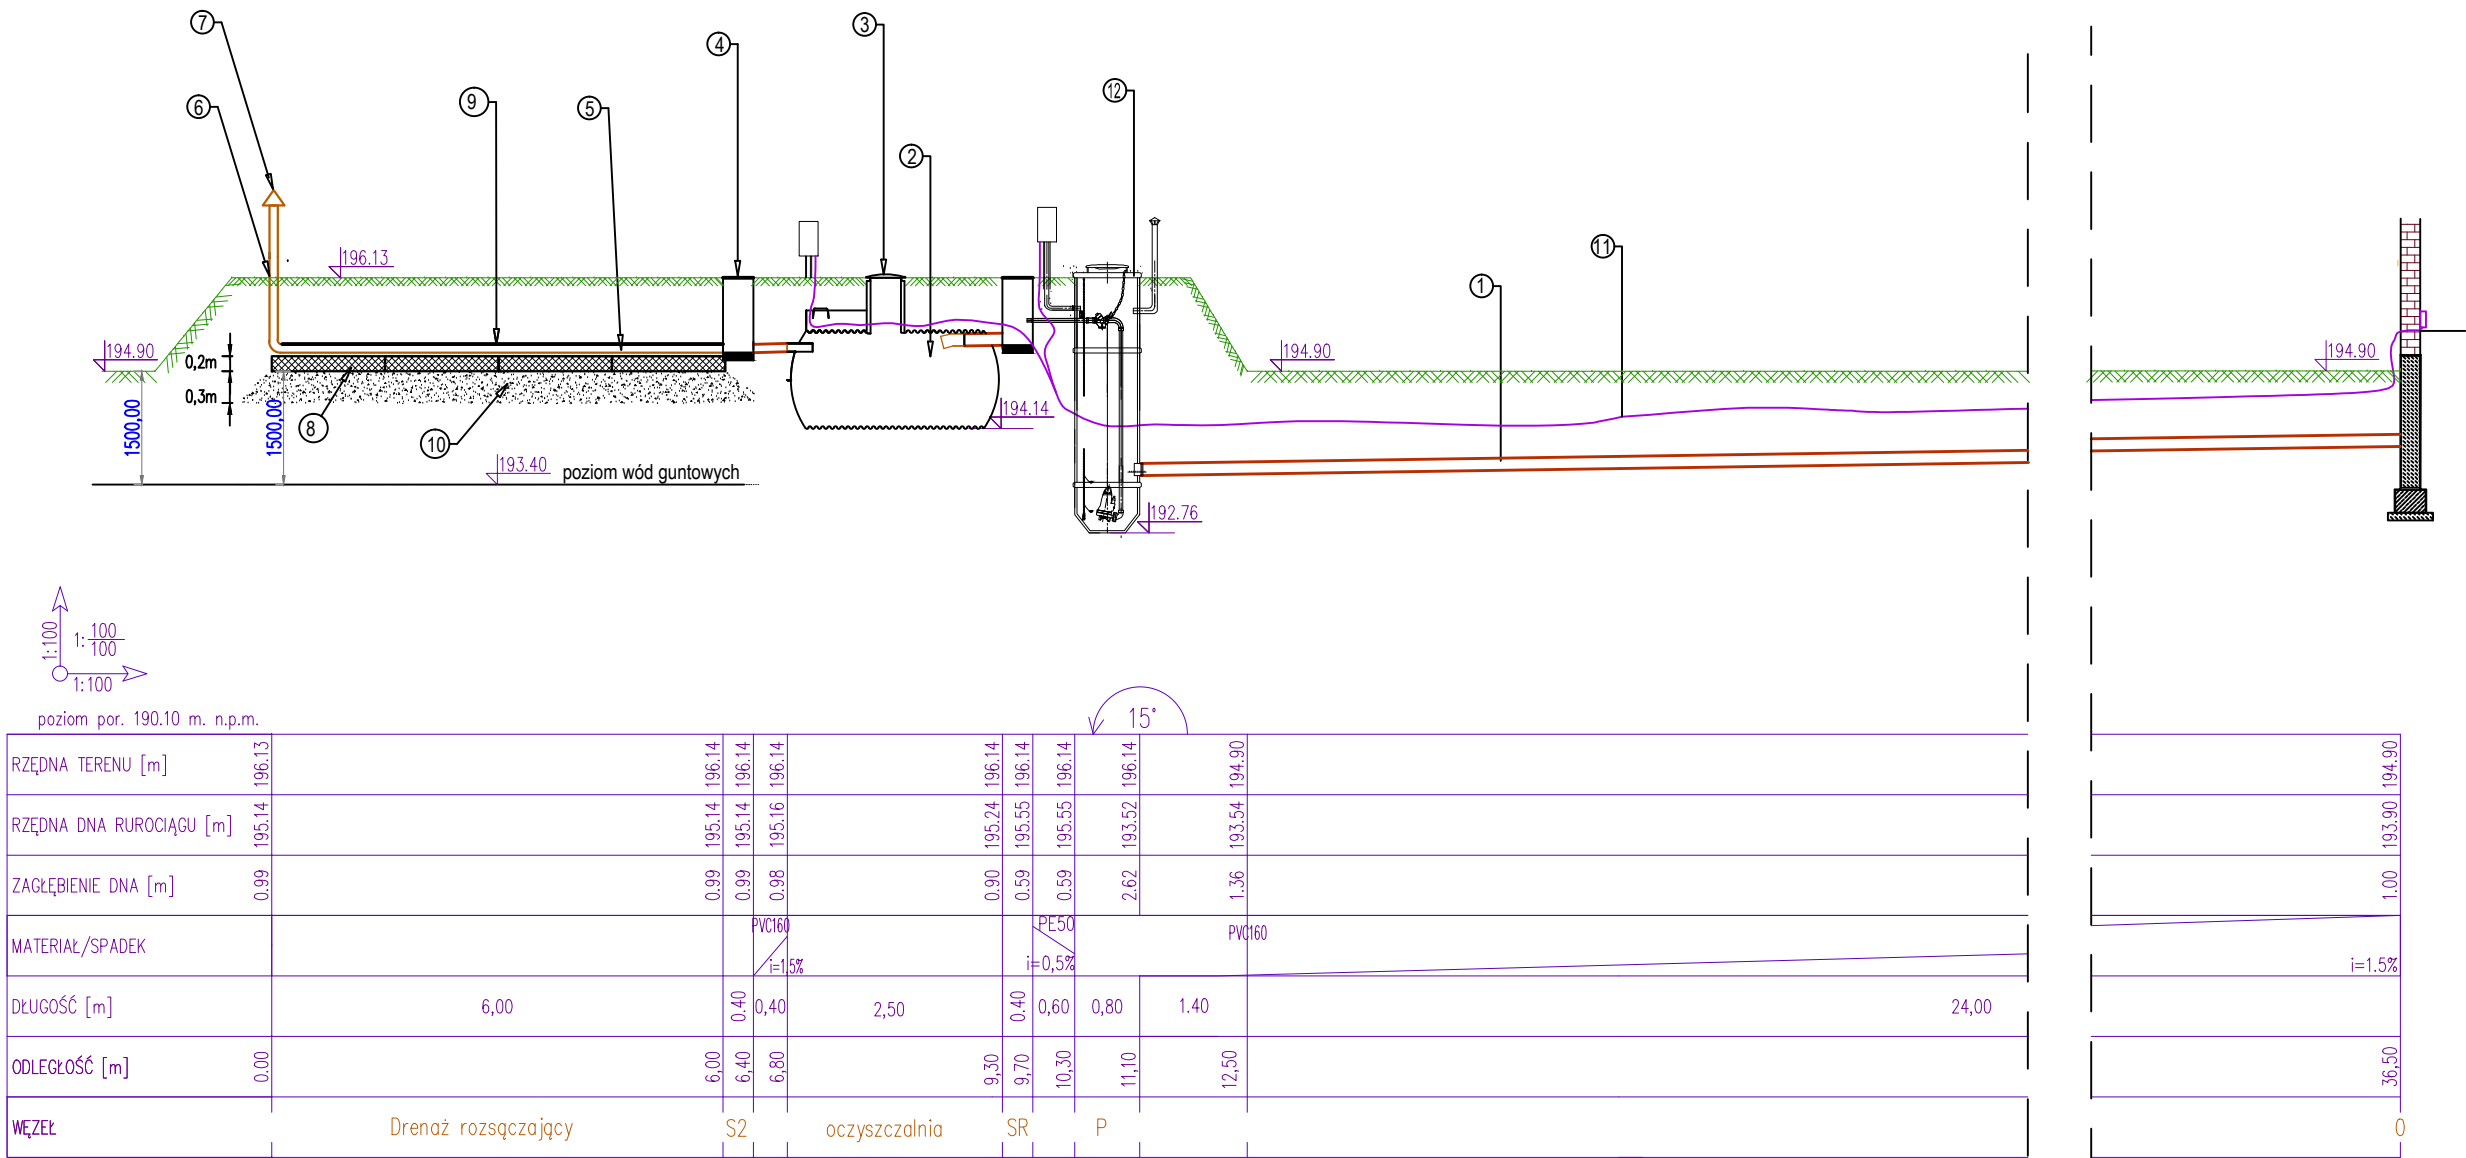 7
3
4
12
6
9
5
2
11
196.13
1
194.90
0,2m
194.90
194.90
0,3m
1500,00
1500,00
8
10
194.14
193.40
poziom wód guntowych
192.76
1:100
1: 100
100
1:100
poziom por. 190.10 m. n.p.m.
15°
RZĘDNA TERENU [m] 196.13 196.14 196.14 196.14 196.14 196.14 196.14 196.14 194.90 194.90
RZĘDNA DNA RUROCIĄGU [m] 195.14 195.14 195.14 195.16 195.24 195.55 195.55 193.52 193.54 193.90
ZAGŁĘBIENIE DNA [m] 0.99 0.99 0.99 0.98 0.90 0.59 0.59 2.62 1.36 1.00
MATERIAŁ/SPADEK PVC160 i=1,5% PE50 i=0,5% PVC160 i=1.5%
DŁUGOŚĆ [m] 6,00 0.40 0,40 2,50 0.40 0,60 0,80 1.40 24,00
ODLEGŁOŚĆ [m] 0.00 6,00 6,40 6,80 9,30 9,70 10,30 11,10 12,50 36,50
WĘZEŁ Drenaż rozsączający S2 oczyszczalnia SR P 0